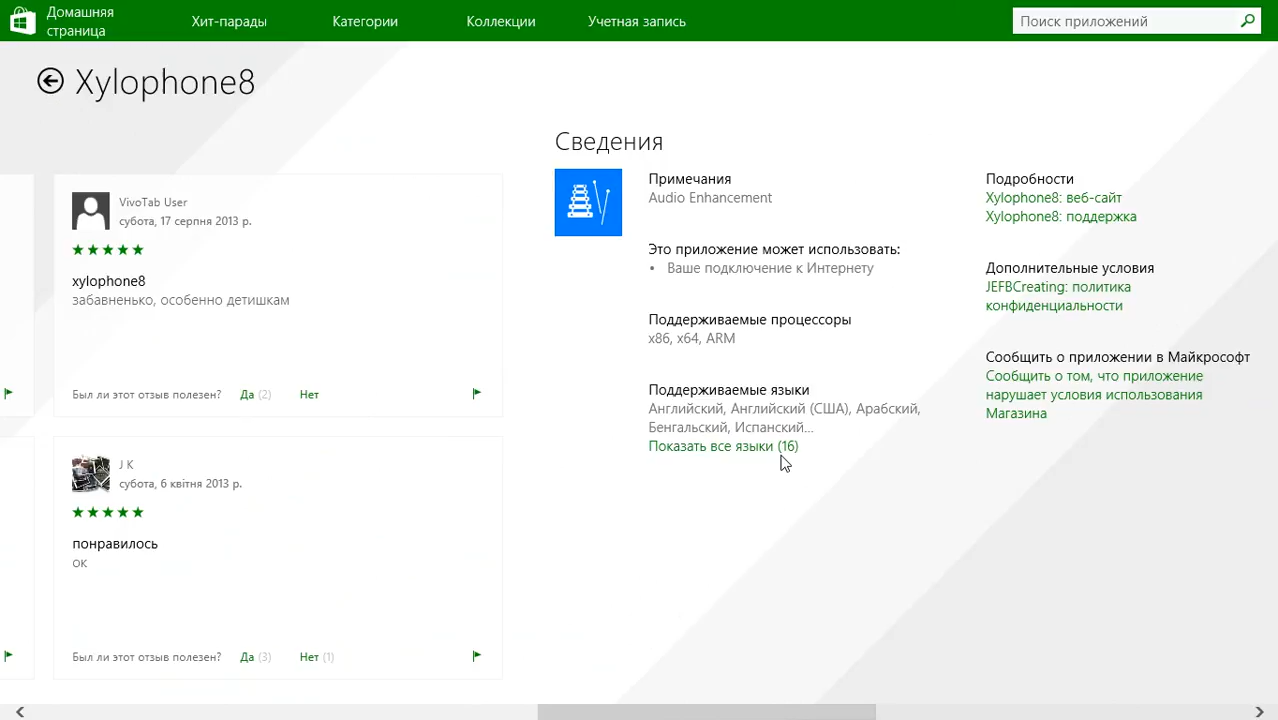 Домашняя
страница
Хит-парады
Категории
Коллекции
Учетная запись
Поиск приложений
Xylophone8
VivoTab User
субота, 17 серпня 2013 р.
xylophone8
забавненько, особенно детишкам
Был ли этот отзыв полезен? Да (2) Нет
J K
субота, 6 квітня 2013 р.
понравилось
ок
Был ли этот отзыв полезен? Да (3) Нет (1)
Сведения
Примечания
Audio Enhancement
Это приложение может использовать:
• Ваше подключение к Интернету
Поддерживаемые процессоры
x86, x64, ARM
Поддерживаемые языки
Английский, Английский (США), Арабский,
Бенгальский, Испанский...
Показать все языки (16)
Подробности
Xylophone8: веб-сайт
Xylophone8: поддержка
Дополнительные условия
JEFBCreating: политика
конфиденциальности
Сообщить о приложении в Майкрософт
Сообщить о том, что приложение
нарушает условия использования
Магазина